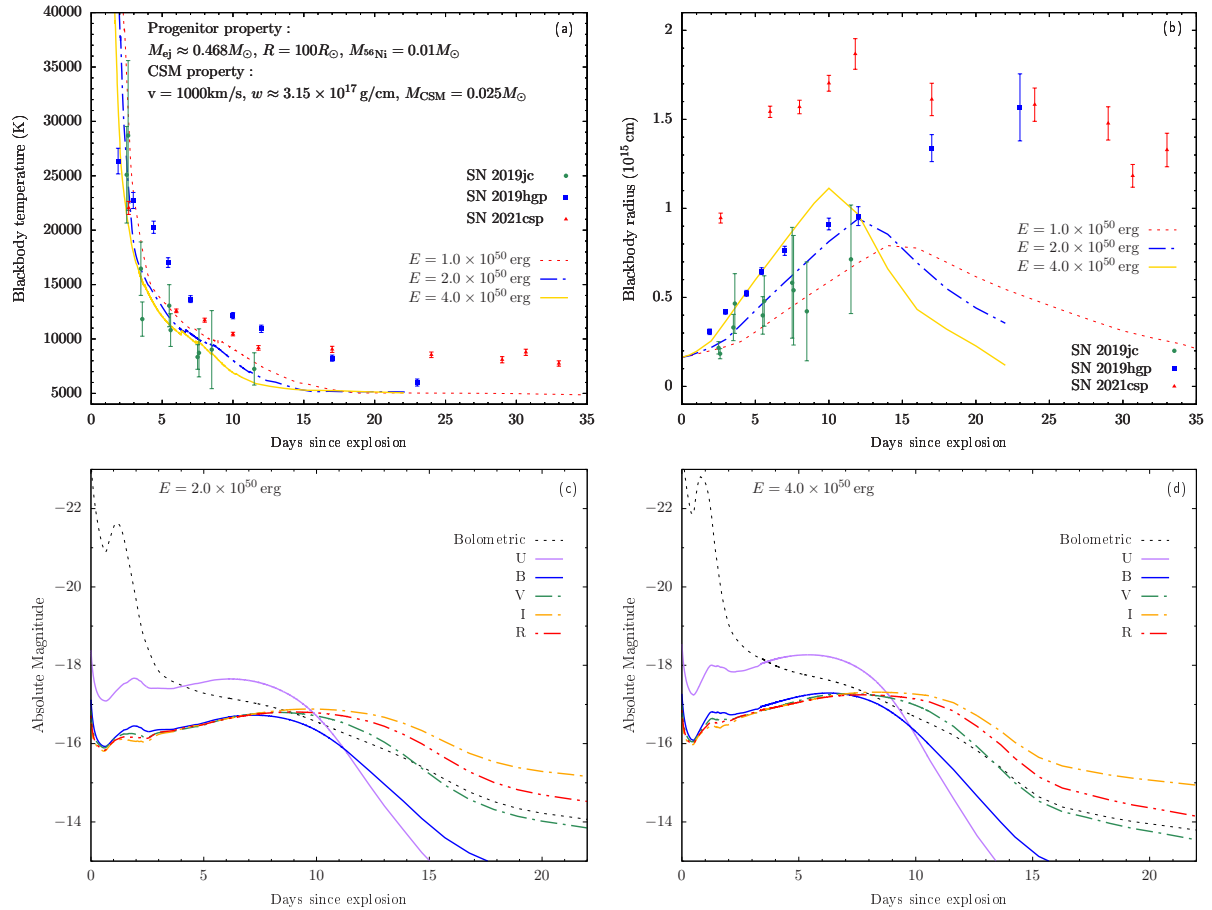 Progenitor property :
M_ej ≈ 0.468M_⊙, R = 100R_⊙, M_56Ni = 0.01M_⊙
CSM property :
v = 1000km/s, w ≈ 3.15 × 10^17 g/cm, M_CSM = 0.025M_⊙
(a)
SN 2019jc
SN 2019hgp
SN 2021csp
E = 1.0 × 10^50 erg
E = 2.0 × 10^50 erg
E = 4.0 × 10^50 erg
Blackbody temperature (K)
40000
35000
30000
25000
20000
15000
10000
5000
0 5 10 15 20 25 30 35
Days since explosion
(b)
E = 1.0 × 10^50 erg
E = 2.0 × 10^50 erg
E = 4.0 × 10^50 erg
SN 2019jc
SN 2019hgp
SN 2021csp
Blackbody radius (10^15 cm)
2
1.5
1
0.5
0
0 5 10 15 20 25 30 35
Days since explosion
E = 2.0 × 10^50 erg
(c)
Bolometric
U
B
V
I
R
Absolute Magnitude
−22
−20
−18
−16
−14
0 5 10 15 20
Days since explosion
E = 4.0 × 10^50 erg
(d)
Bolometric
U
B
V
I
R
Absolute Magnitude
−22
−20
−18
−16
−14
0 5 10 15 20
Days since explosion